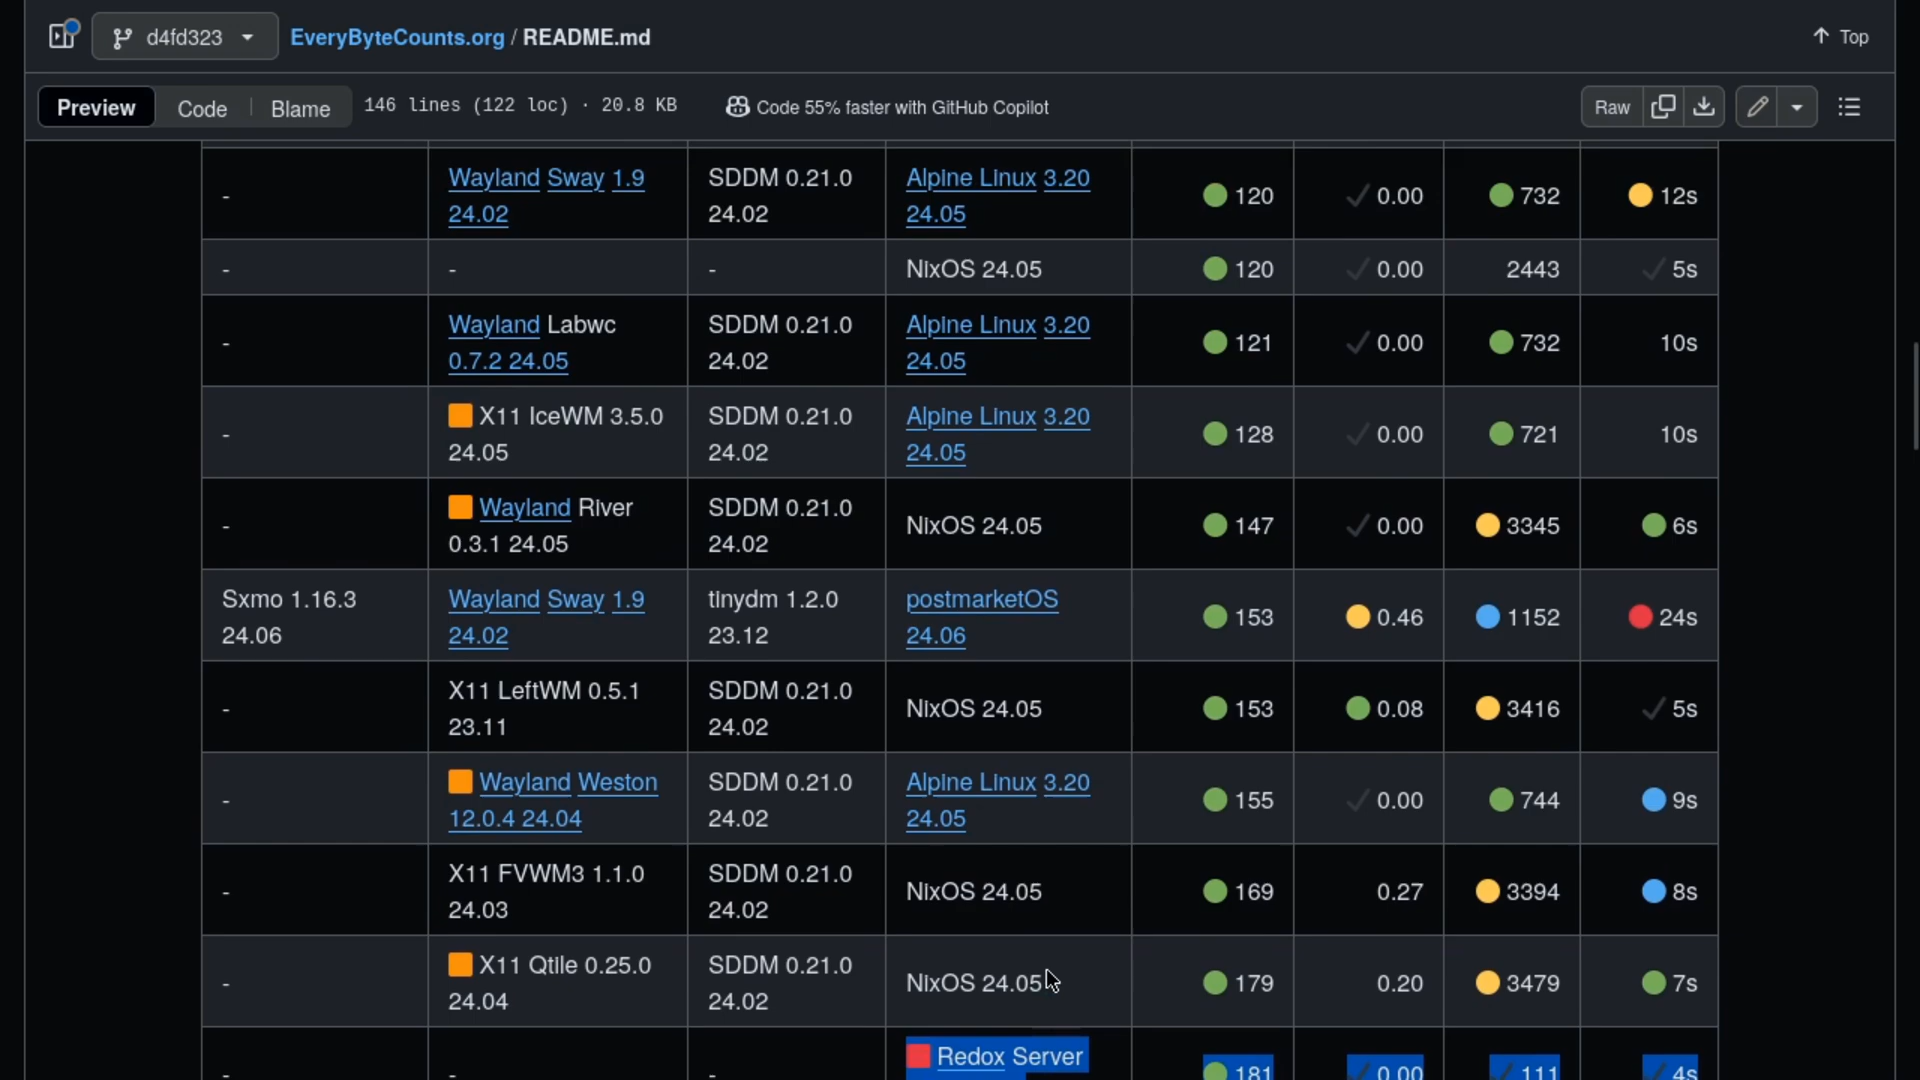 d4fd323
EveryByteCounts.org / README.md
Top
Preview
Code
Blame
146 lines (122 loc) · 20.8 KB
Code 55% faster with GitHub Copilot
Raw
- Wayland Sway 1.9 24.02 SDDM 0.21.0 24.02 Alpine Linux 3.20 24.05 120 0.00 732 12s
- - - NixOS 24.05 120 0.00 2443 5s
- Wayland Labwc 0.7.2 24.05 SDDM 0.21.0 24.02 Alpine Linux 3.20 24.05 121 0.00 732 10s
- X11 IceWM 3.5.0 24.05 SDDM 0.21.0 24.02 Alpine Linux 3.20 24.05 128 0.00 721 10s
- Wayland River 0.3.1 24.05 SDDM 0.21.0 24.02 NixOS 24.05 147 0.00 3345 6s
Sxmo 1.16.3 24.06 Wayland Sway 1.9 24.02 tinydm 1.2.0 23.12 postmarketOS 24.06 153 0.46 1152 24s
- X11 LeftWM 0.5.1 23.11 SDDM 0.21.0 24.02 NixOS 24.05 153 0.08 3416 5s
- Wayland Weston 12.0.4 24.04 SDDM 0.21.0 24.02 Alpine Linux 3.20 24.05 155 0.00 744 9s
- X11 FVWM3 1.1.0 24.03 SDDM 0.21.0 24.02 NixOS 24.05 169 0.27 3394 8s
- X11 Qtile 0.25.0 24.04 SDDM 0.21.0 24.02 NixOS 24.05 179 0.20 3479 7s
- - - Redox Server 181 0.00 111 4s